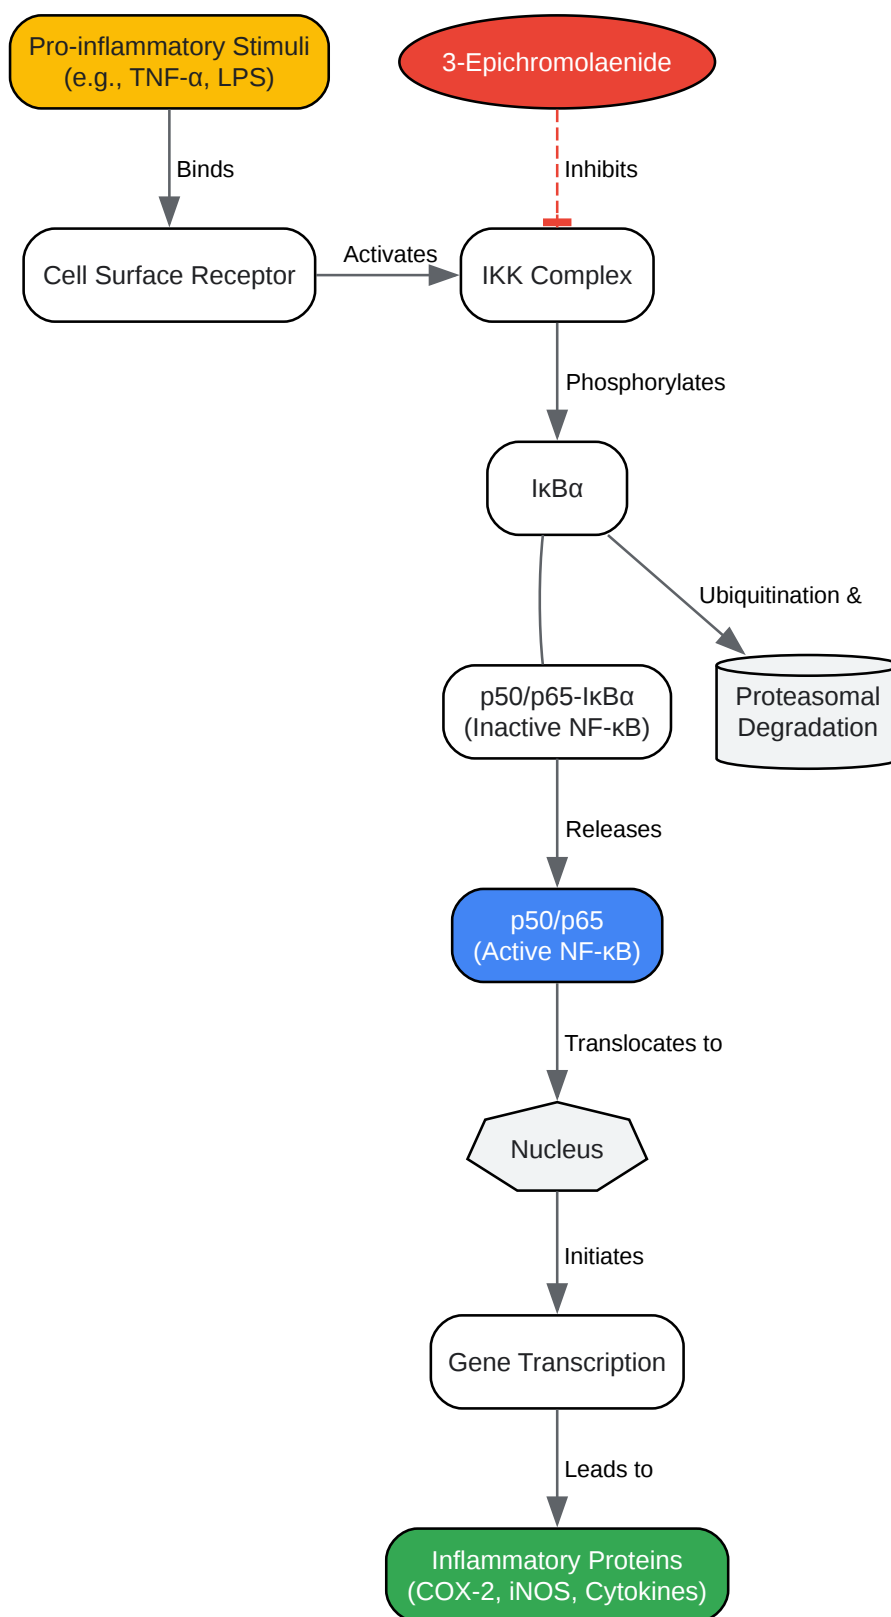 Pro-inflammatory Stimuli
(e.g., TNF-α, LPS)
3-Epichromolaenide
Binds
Inhibits
Cell Surface Receptor
Activates
IKK Complex
Phosphorylates
IκBα
Ubiquitination &
p50/p65-IκBα
(Inactive NF-κB)
Proteasomal
Degradation
Releases
p50/p65
(Active NF-κB)
Translocates to
Nucleus
Initiates
Gene Transcription
Leads to
Inflammatory Proteins
(COX-2, iNOS, Cytokines)